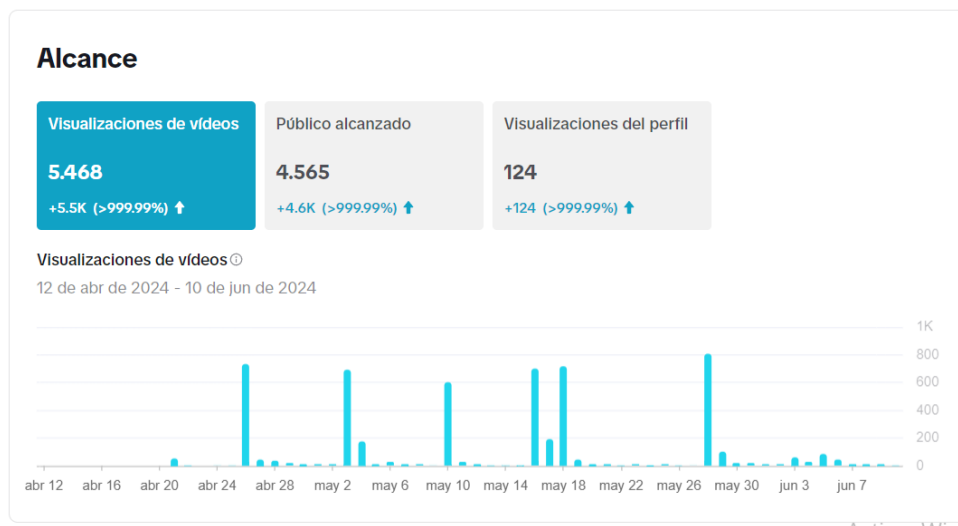 Alcance
Visualizaciones de vídeos
5.468
+5.5K (>999.99%)
Público alcanzado
4.565
+4.6K (>999.99%)
Visualizaciones del perfil
124
+124 (>999.99%)
Visualizaciones de vídeos
12 de abr de 2024 - 10 de jun de 2024
1K
800
600
400
200
0
abr 12 abr 16 abr 20 abr 24 abr 28 may 2 may 6 may 10 may 14 may 18 may 22 may 26 may 30 jun 3 jun 7